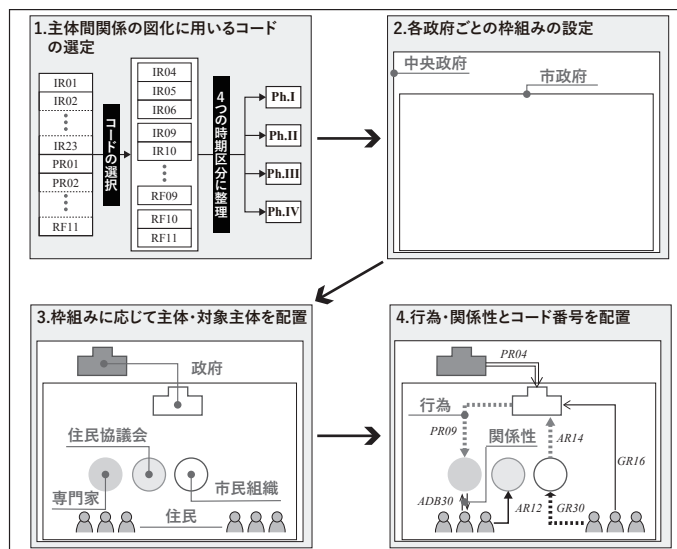 1.主体間関係の図化に用いるコード
の選定
IR01
IR02
IR23
PR01
PR02
RF11
コードの選択
IR04
IR05
IR06
IR09
IR10
RF09
RF10
RF11
4つの時期区分に整理
Ph.I
Ph.II
Ph.III
Ph.IV
2.各政府ごとの枠組みの設定
中央政府
市政府
3.枠組みに応じて主体・対象主体を配置
政府
住民協議会
専門家
市民組織
住民
4.行為・関係性とコード番号を配置
PR04
行為
PR09
関係性
AR14
GR16
ADB30
AR12
GR30